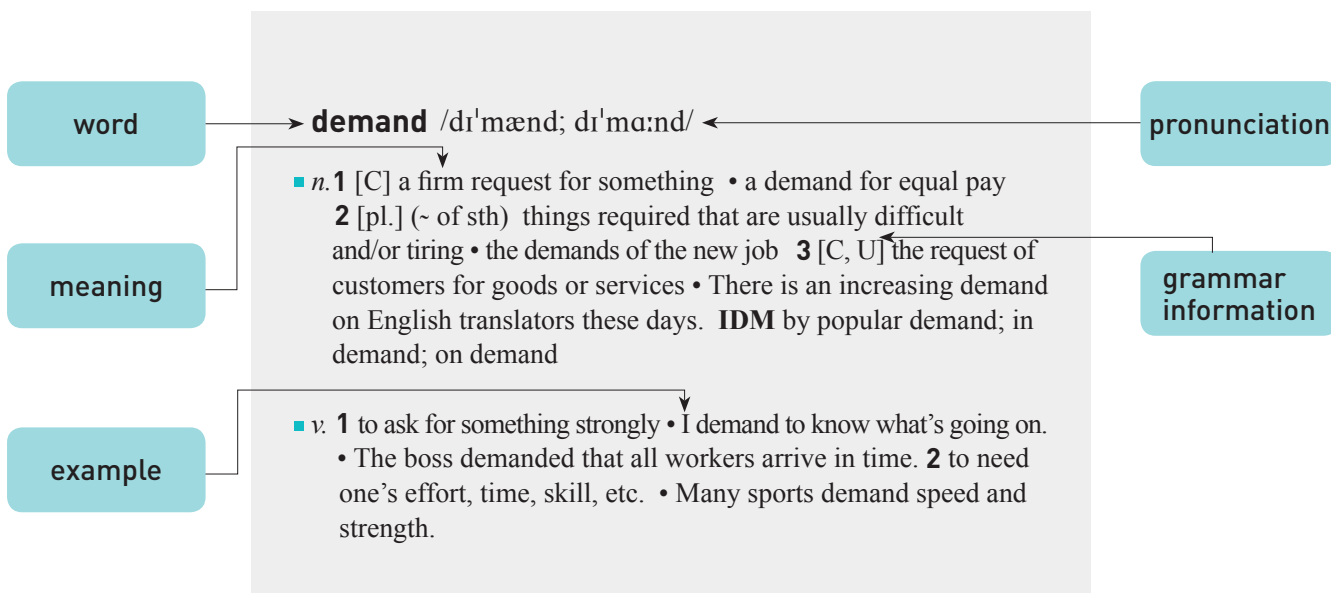 word
demand /dɪˈmænd; dɪˈmɑːnd/
pronunciation
n. 1 [C] a firm request for something • a demand for equal pay
2 [pl.] (~ of sth) things required that are usually difficult
and/or tiring • the demands of the new job 3 [C, U] the request of
customers for goods or services • There is an increasing demand
on English translators these days. IDM by popular demand; in
demand; on demand
meaning
grammar
information
v. 1 to ask for something strongly • I demand to know what's going on.
• The boss demanded that all workers arrive in time. 2 to need
one's effort, time, skill, etc. • Many sports demand speed and
strength.
example